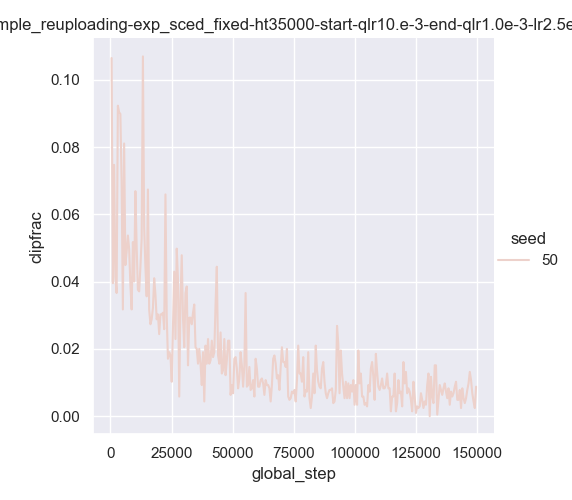 mple_reuploading-exp_sced_fixed-ht35000-start-qlr10.e-3-end-qlr1.0e-3-lr2.5e
0.10
0.08
0.06
0.04
0.02
0.00
clipfrac
0 25000 50000 75000 100000 125000 150000
global_step
seed
50